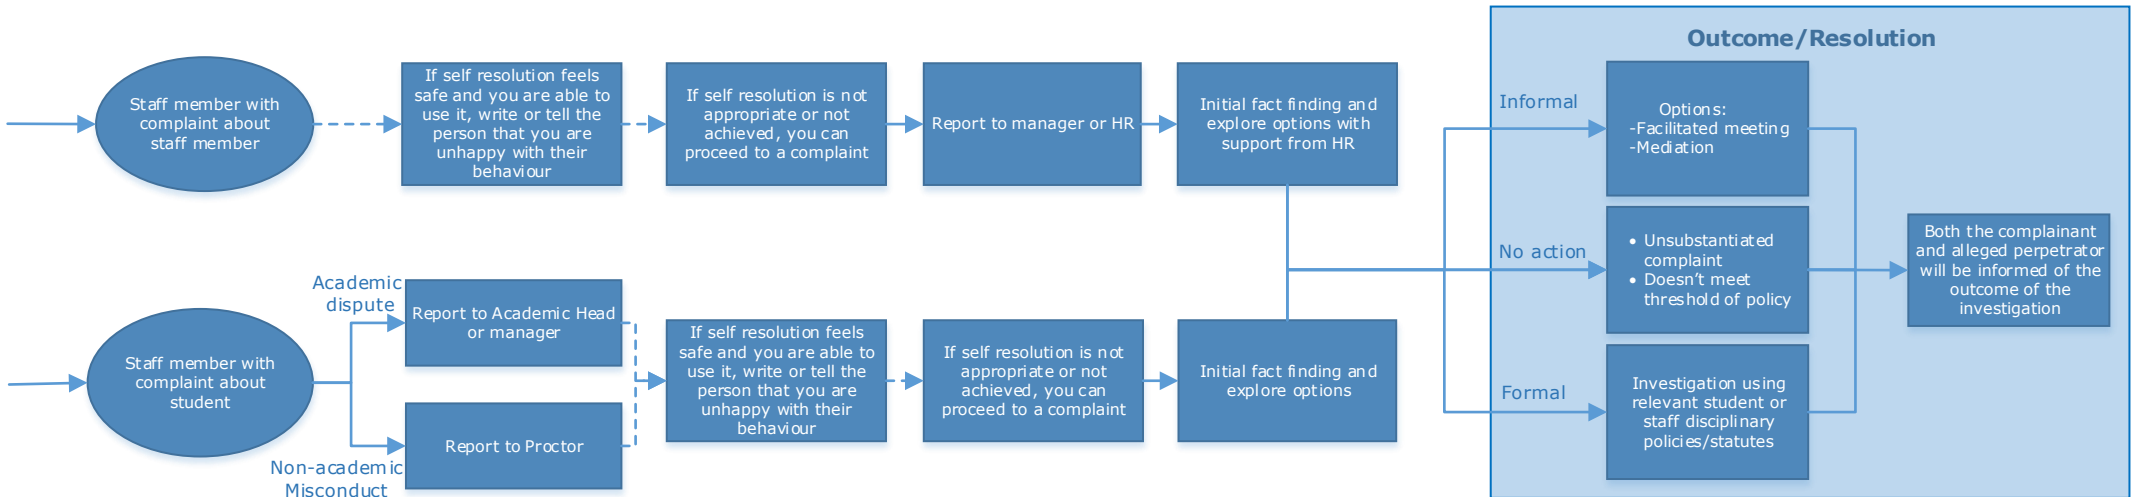 Outcome/Resolution
Staff member with
complaint about
staff member
If self resolution feels
safe and you are able to
use it, write or tell the
person that you are
unhappy with their
behaviour
If self resolution is not
appropriate or not
achieved, you can
proceed to a complaint
Report to manager or HR
Initial fact finding and
explore options with
support from HR
Informal
Options:
-Facilitated meeting
-Mediation
No action
• Unsubstantiated
complaint
• Doesn’t meet
threshold of policy
Both the complainant
and alleged perpetrator
will be informed of the
outcome of the
investigation
Staff member with
complaint about
student
Academic
dispute
Report to Academic Head
or manager
Non-academic
Misconduct
Report to Proctor
If self resolution feels
safe and you are able to
use it, write or tell the
person that you are
unhappy with their
behaviour
If self resolution is not
appropriate or not
achieved, you can
proceed to a complaint
Initial fact finding and
explore options
Formal
Investigation using
relevant student or
staff disciplinary
policies/statutes